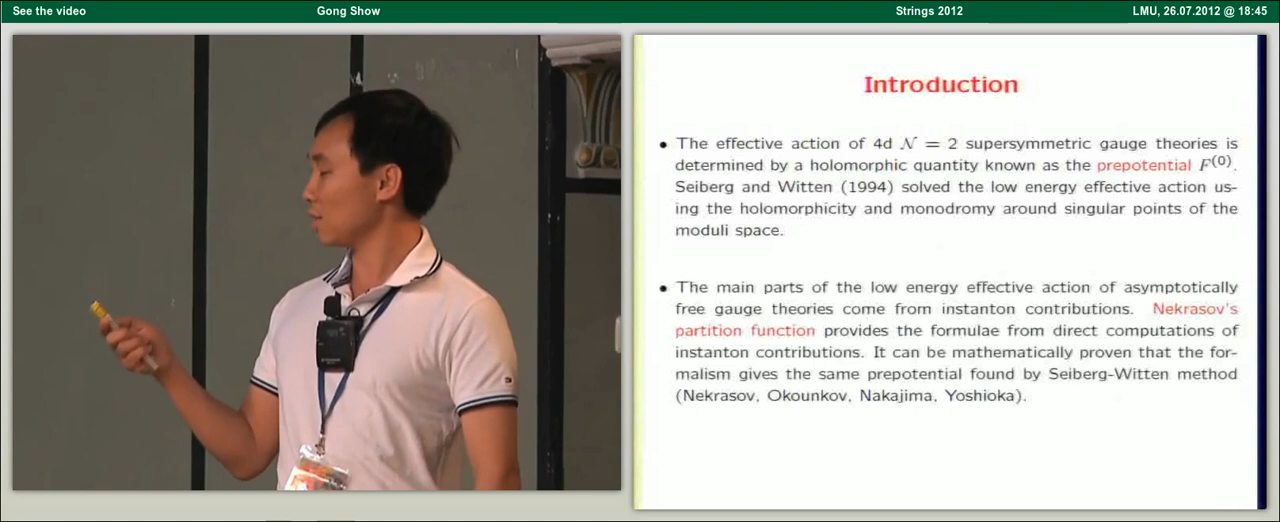 See the video Gong Show Strings 2012 LMU, 26.07.2012 @ 18:45
Introduction
• The effective action of 4d 𝒩 = 2 supersymmetric gauge theories is
determined by a holomorphic quantity known as the prepotential F⁽⁰⁾.
Seiberg and Witten (1994) solved the low energy effective action us-
ing the holomorphicity and monodromy around singular points of the
moduli space.
• The main parts of the low energy effective action of asymptotically
free gauge theories come from instanton contributions. Nekrasov's
partition function provides the formulae from direct computations of
instanton contributions. It can be mathematically proven that the for-
malism gives the same prepotential found by Seiberg-Witten method
(Nekrasov, Okounkov, Nakajima, Yoshioka).